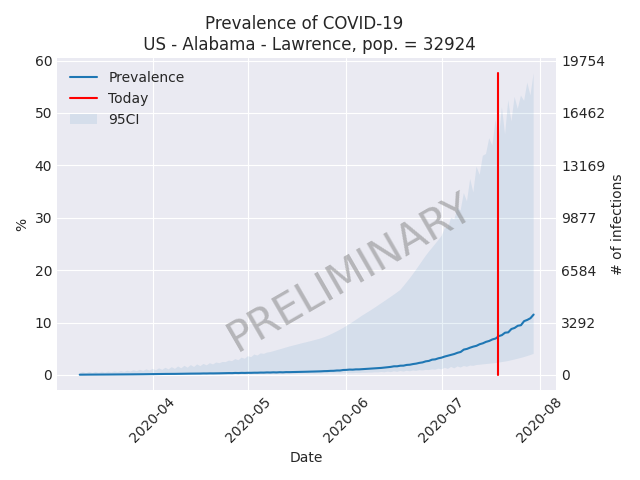 Prevalence of COVID-19
US - Alabama - Lawrence, pop. = 32924
Prevalence
Today
95CI
PRELIMINARY
60
50
40
30
20
10
0
%
19754
16462
13169
9877
6584
3292
0
# of infections
2020-04
2020-05
2020-06
2020-07
2020-08
Date